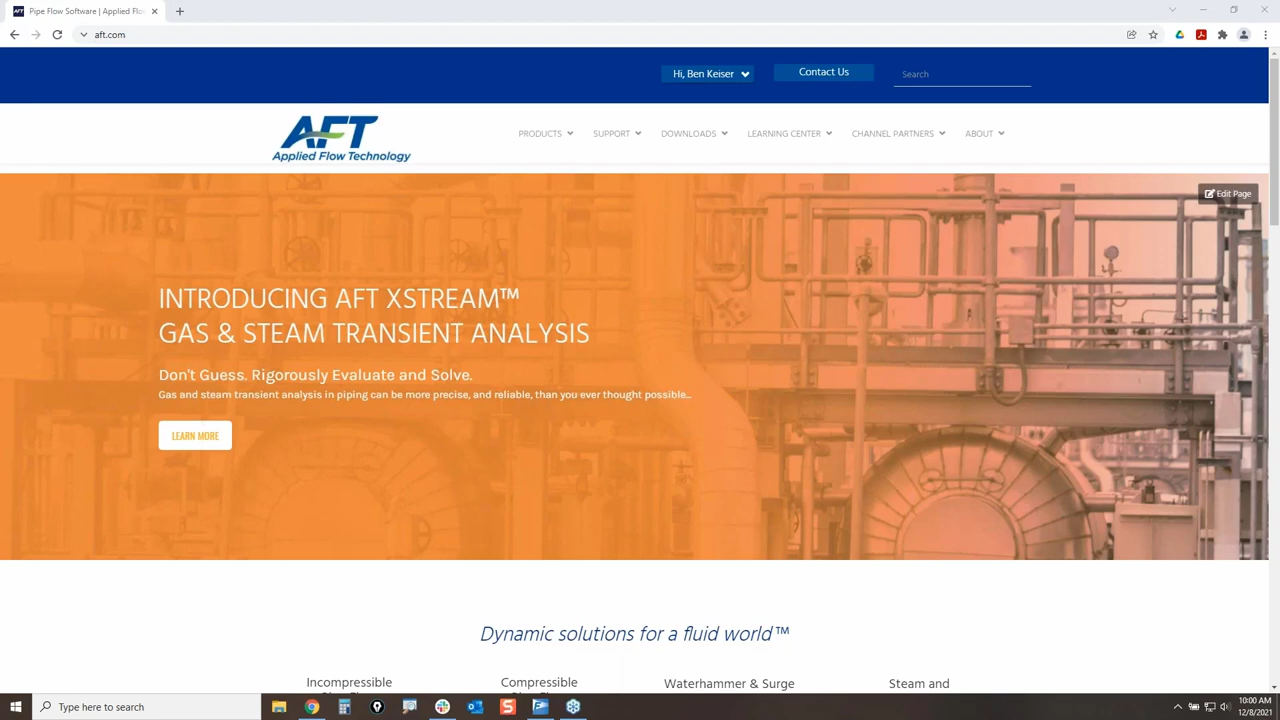 Pipe Flow Software | Applied Flo
aft.com
Hi, Ben Keiser
Contact Us
Search
AFT
Applied Flow Technology
PRODUCTS
SUPPORT
DOWNLOADS
LEARNING CENTER
CHANNEL PARTNERS
ABOUT
Edit Page
INTRODUCING AFT XSTREAM™
GAS & STEAM TRANSIENT ANALYSIS
Don't Guess. Rigorously Evaluate and Solve.
Gas and steam transient analysis in piping can be more precise, and reliable, than you ever thought possible...
LEARN MORE
Dynamic solutions for a fluid world™
Incompressible
Compressible
Waterhammer & Surge
Steam and
Type here to search
10:00 AM
12/8/2021